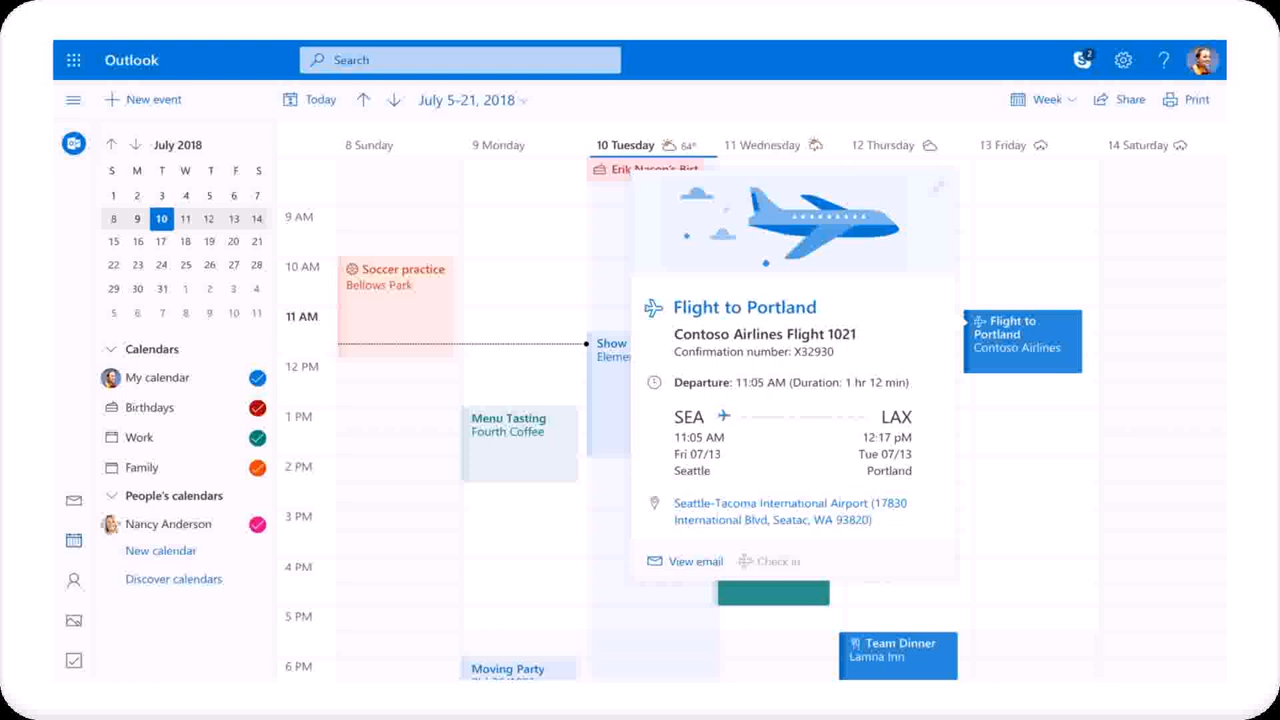 Outlook
Search
2
New event
Today
July 5-21, 2018
Week
Share
Print
July 2018
S M T W T F S
1 2 3 4 5 6 7
8 9 10 11 12 13 14
15 16 17 18 19 20 21
22 23 24 25 26 27 28
29 30 31 1 2 3 4
5 6 7 8 9 10 11
Calendars
My calendar
Birthdays
Work
Family
People's calendars
Nancy Anderson
New calendar
Discover calendars
8 Sunday
9 Monday
10 Tuesday 64°
11 Wednesday
12 Thursday
13 Friday
14 Saturday
9 AM
10 AM
11 AM
12 PM
1 PM
2 PM
3 PM
4 PM
5 PM
6 PM
Soccer practice
Bellows Park
Menu Tasting
Fourth Coffee
Moving Party
Erik Nason's Birt
Show
Eleme
Flight to Portland
Contoso Airlines Flight 1021
Confirmation number: X32930
Departure: 11:05 AM (Duration: 1 hr 12 min)
SEA LAX
11:05 AM 12:17 pM
Fri 07/13 Tue 07/13
Seattle Portland
Seattle-Tacoma International Airport (17830
International Blvd, Seatac, WA 93820)
View email
Check in
Flight to
Portland
Contoso Airlines
Team Dinner
Lamna Inn